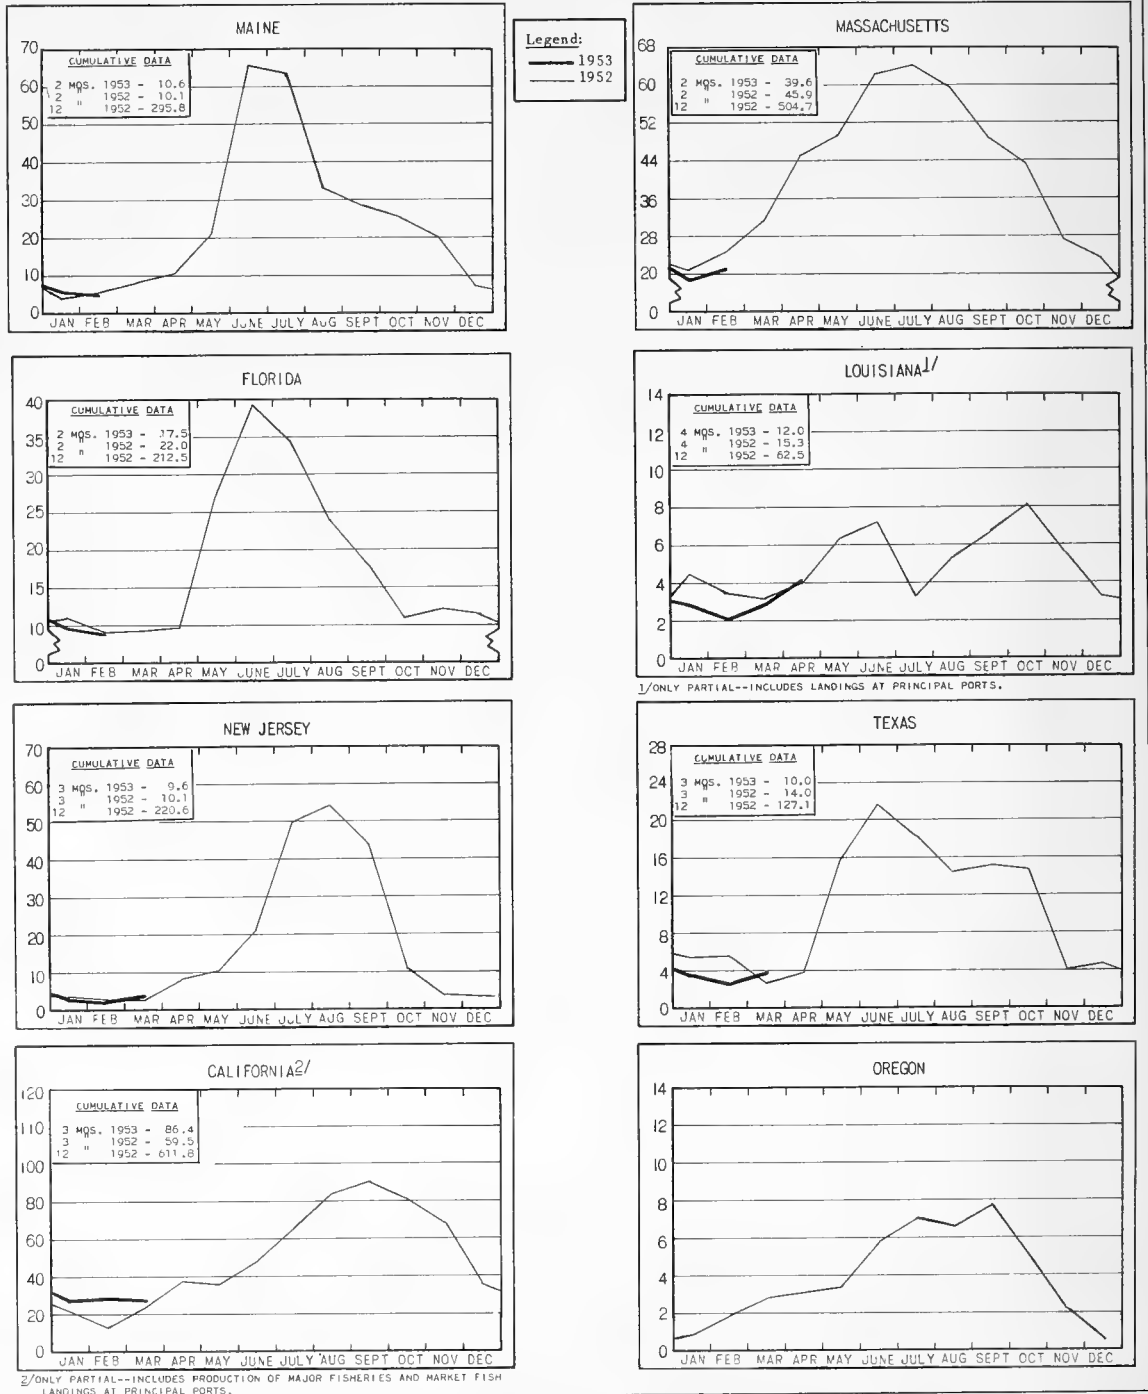 MAINE
70
60
50
40
30
20
10
0
CUMULATIVE DATA
2 MOS. 1953 - 10.6
2 " 1952 - 10.1
12 " 1952 - 295.8
JAN FEB MAR APR MAY JUNE JULY AUG SEPT OCT NOV DEC
Legend:
1953
1952
MASSACHUSETTS
68
60
52
44
36
28
20
0
CUMULATIVE DATA
2 MOS. 1953 - 39.6
2 " 1952 - 45.9
12 " 1952 - 504.7
JAN FEB MAR APR MAY JUNE JULY AUG SEPT OCT NOV DEC
FLORIDA
40
35
30
25
20
15
10
0
CUMULATIVE DATA
2 MOS. 1953 - 17.5
2 " 1952 - 22.0
12 " 1952 - 212.5
JAN FEB MAR APR MAY JUNE JULY AUG SEPT OCT NOV DEC
LOUISIANA1/
14
12
10
8
6
4
2
0
CUMULATIVE DATA
4 MOS. 1953 - 12.0
4 " 1952 - 15.3
12 " 1952 - 62.5
JAN FEB MAR APR MAY JUNE JULY AUG SEPT OCT NOV DEC
1/ONLY PARTIAL--INCLUDES LANDINGS AT PRINCIPAL PORTS.
NEW JERSEY
70
60
50
40
30
20
10
0
CUMULATIVE DATA
3 MOS. 1953 - 9.6
3 " 1952 - 10.1
12 " 1952 - 220.6
JAN FEB MAR APR MAY JUNE JULY AUG SEPT OCT NOV DEC
TEXAS
28
24
20
16
12
8
4
0
CUMULATIVE DATA
3 MOS. 1953 - 10.0
3 " 1952 - 14.0
12 " 1952 - 127.1
JAN FEB MAR APR MAY JUNE JULY AUG SEPT OCT NOV DEC
CALIFORNIA2/
120
110
100
80
60
40
20
0
CUMULATIVE DATA
3 MOS. 1953 - 86.4
3 " 1952 - 59.5
12 " 1952 - 611.8
JAN FEB MAR APR MAY JUNE JULY AUG SEPT OCT NOV DEC
2/ONLY PARTIAL--INCLUDES PRODUCTION OF MAJOR FISHERIES AND MARKET FISH
LANDINGS AT PRINCIPAL PORTS.
OREGON
14
12
10
8
6
4
2
0
JAN FEB MAR APR MAY JUNE JULY AUG SEPT OCT NOV DEC